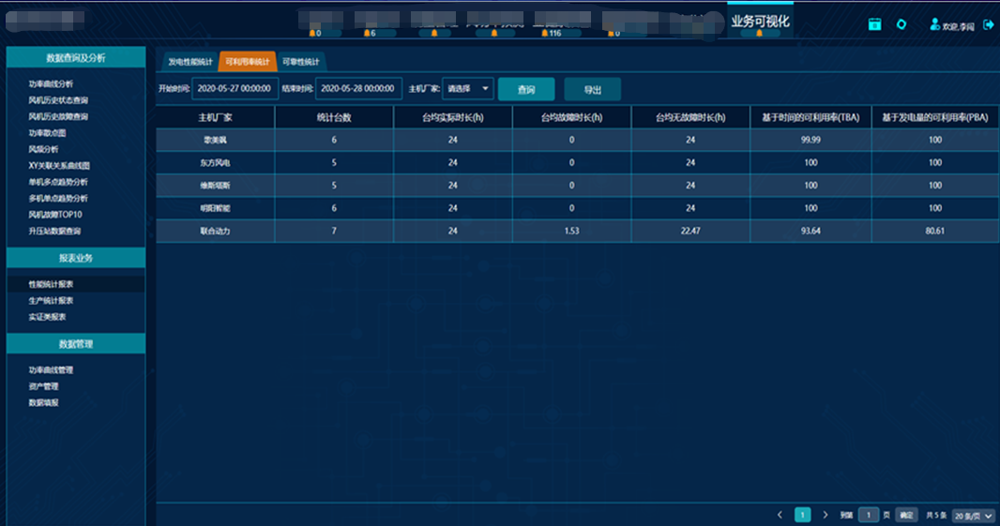 业务可视化
0
6
116
0
欢迎,李阔
数据查询及分析
功率曲线分析
风机历史状态查询
风机历史故障查询
功率散点图
风频分析
XY关联关系曲线图
单机多点趋势分析
多机单点趋势分析
风机故障TOP10
升压站数据查询
报表业务
性能统计报表
生产统计报表
实证类报表
数据管理
功率曲线管理
资产管理
数据填报
发电性能统计 可利用率统计 可靠性统计
开始时间: 2020-05-27 00:00:00 结束时间: 2020-05-28 00:00:00 主机厂家: 请选择 查询 导出
主机厂家 统计台数 台均实际时长(h) 台均故障时长(h) 台均无故障时长(h) 基于时间的可利用率(TBA) 基于发电量的可利用率(PBA)
歌美飒 6 24 0 24 99.99 100
东方风电 5 24 0 24 100 100
维斯塔斯 5 24 0 24 100 100
明阳智能 6 24 0 24 100 100
联合动力 7 24 1.53 22.47 93.64 80.61
1 到第 1 页 确定 共 5 条 20 条/页